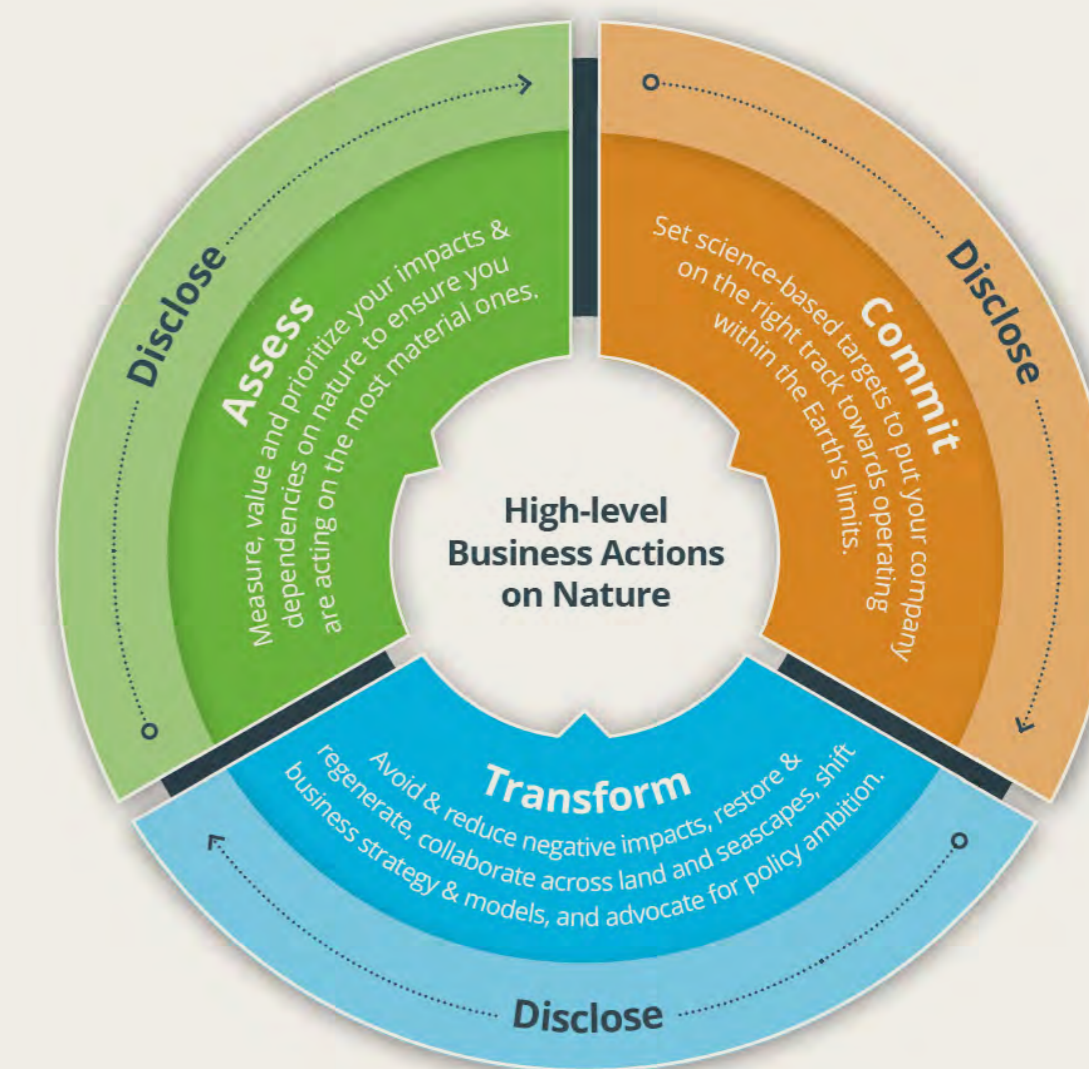 High-level
Business Actions
on Nature
Disclose
Assess
Measure, value and prioritize your impacts &
dependencies on nature to ensure you
are acting on the most material ones.
Disclose
Commit
Set science-based targets to put your company
on the right track towards operating
within the Earth's limits.
Transform
Avoid & reduce negative impacts, restore &
regenerate, collaborate across land and seascapes, shift
business strategy & models, and advocate for policy ambition.
Disclose